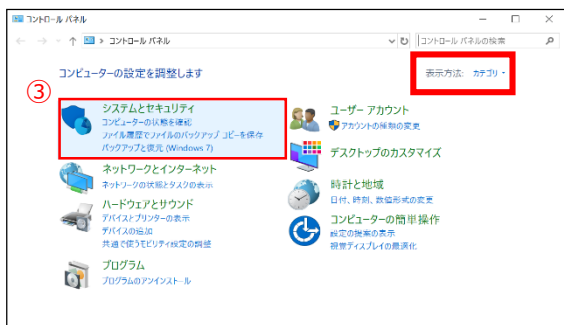 コントロール パネル
コントロール パネル
コントロール パネルの検索
コンピューターの設定を調整します
表示方法: カテゴリ
③
システムとセキュリティ
コンピューターの状態を確認
ファイル履歴でファイルのバックアップ コピーを保存
バックアップと復元 (Windows 7)
ネットワークとインターネット
ネットワークの状態とタスクの表示
ハードウェアとサウンド
デバイスとプリンターの表示
デバイスの追加
共通で使うモビリティ設定の調整
プログラム
プログラムのアンインストール
ユーザー アカウント
アカウントの種類の変更
デスクトップのカスタマイズ
時計と地域
日付、時刻、数値形式の変更
コンピューターの簡単操作
設定の提案の表示
視覚ディスプレイの最適化